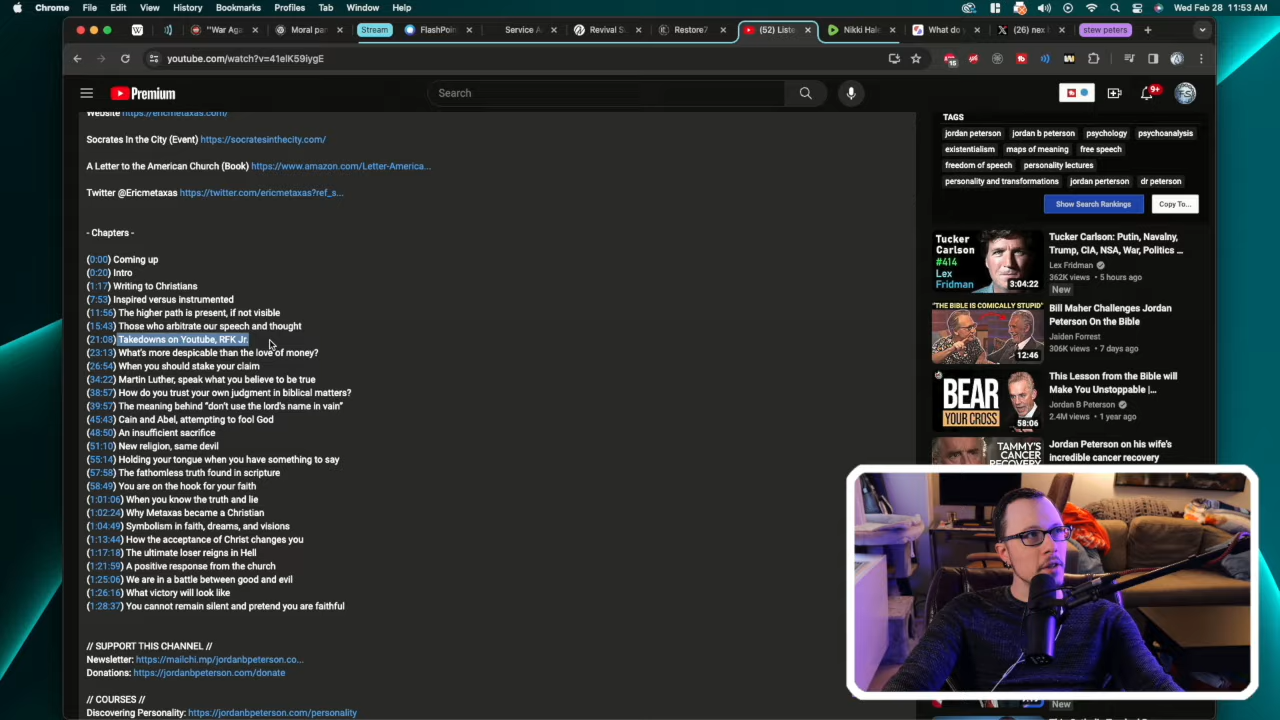 Chrome File Edit View History Bookmarks Profiles Tab Window Help
Wed Feb 28 11:53 AM
"War Aga
Moral par
Stream
FlashPoin
Service A
Revival S
Restore7
(52) Liste
Nikki Hale
What do y
(26) nex
stew peters
youtube.com/watch?v=41elK59iygE
Premium
Search
9+
Website https://ericmetaxas.com/
Socrates In the City (Event) https://socratesinthecity.com/
A Letter to the American Church (Book) https://www.amazon.com/Letter-America...
Twitter @Ericmetaxas https://twitter.com/ericmetaxas?ref_s...
- Chapters -
(0:00) Coming up
(0:20) Intro
(1:17) Writing to Christians
(7:53) Inspired versus instrumented
(11:56) The higher path is present, if not visible
(15:43) Those who arbitrate our speech and thought
(21:08) Takedowns on Youtube, RFK Jr.
(23:13) What's more despicable than the love of money?
(26:54) When you should stake your claim
(34:22) Martin Luther, speak what you believe to be true
(38:57) How do you trust your own judgment in biblical matters?
(39:57) The meaning behind "don't use the lord's name in vain"
(45:43) Cain and Abel, attempting to fool God
(48:50) An insufficient sacrifice
(51:10) New religion, same devil
(55:14) Holding your tongue when you have something to say
(57:58) The fathomless truth found in scripture
(58:49) You are on the hook for your faith
(1:01:06) When you know the truth and lie
(1:02:24) Why Metaxas became a Christian
(1:04:49) Symbolism in faith, dreams, and visions
(1:13:44) How the acceptance of Christ changes you
(1:17:18) The ultimate loser reigns in Hell
(1:21:59) A positive response from the church
(1:25:06) We are in a battle between good and evil
(1:26:16) What victory will look like
(1:28:37) You cannot remain silent and pretend you are faithful
// SUPPORT THIS CHANNEL //
Newsletter: https://mailchi.mp/jordanbpeterson.co...
Donations: https://jordanbpeterson.com/donate
// COURSES //
Discovering Personality: https://jordanbpeterson.com/personality
TAGS
jordan peterson jordan b peterson psychology psychoanalysis
existentialism maps of meaning free speech
freedom of speech personality lectures
personality and transformations jordan perterson dr peterson
Show Search Rankings Copy To...
TUCKER
CARLSON
#414
LEX
FRIDMAN
3:04:22
Tucker Carlson: Putin, Navalny,
Trump, CIA, NSA, War, Politics ...
Lex Fridman
362K views • 5 hours ago
New
"THE BIBLE IS COMICALLY STUPID"
12:46
Bill Maher Challenges Jordan
Peterson On the Bible
Jaiden Forrest
306K views • 7 days ago
BEAR
YOUR CROSS
58:06
This Lesson from the Bible will
Make You Unstoppable |...
Jordan B Peterson
2.4M views • 1 year ago
TAMMY'S
CANCER
RECOVERY
Jordan Peterson on his wife's
incredible cancer recovery
New